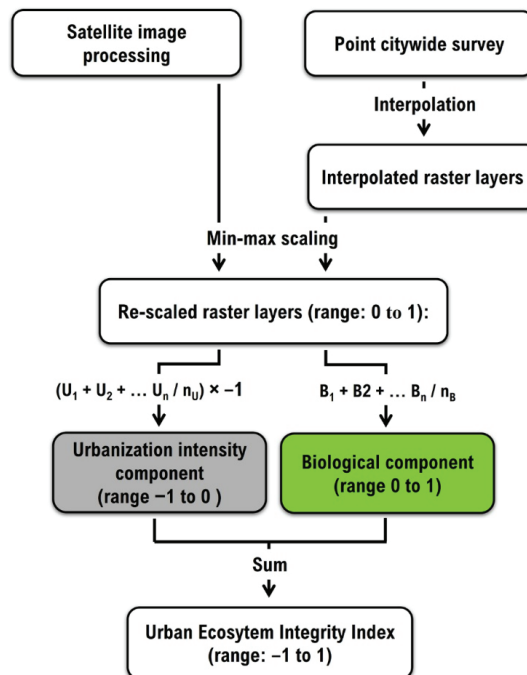 Satellite image
processing
Point citywide survey
Interpolation
Interpolated raster layers
Min-max scaling
Re-scaled raster layers (range: 0 to 1):
(U₁ + U₂ + … Uₙ / n_U) × −1
B₁ + B2 + … Bₙ / n_B
Urbanization intensity
component
(range −1 to 0 )
Biological component
(range 0 to 1)
Sum
Urban Ecosytem Integrity Index
(range: −1 to 1)